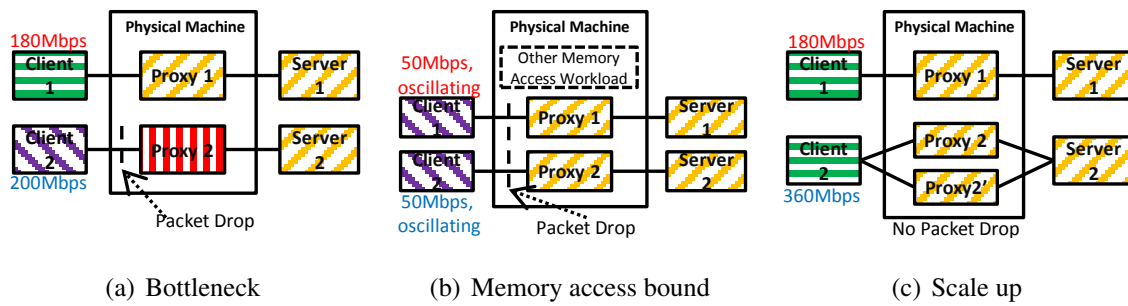 Physical Machine
180Mbps
Client
1
Proxy 1
Server
1
Client
2
Proxy 2
Server
2
200Mbps
Packet Drop
(a) Bottleneck
Physical Machine
Other Memory
Access Workload
50Mbps,
oscillating
Client
1
Proxy 1
Server
1
Client
2
Proxy 2
Server
2
50Mbps,
oscillating
Packet Drop
(b) Memory access bound
Physical Machine
180Mbps
Client
1
Proxy 1
Server
1
Client
2
Proxy 2
Proxy2'
Server
2
360Mbps
No Packet Drop
(c) Scale up